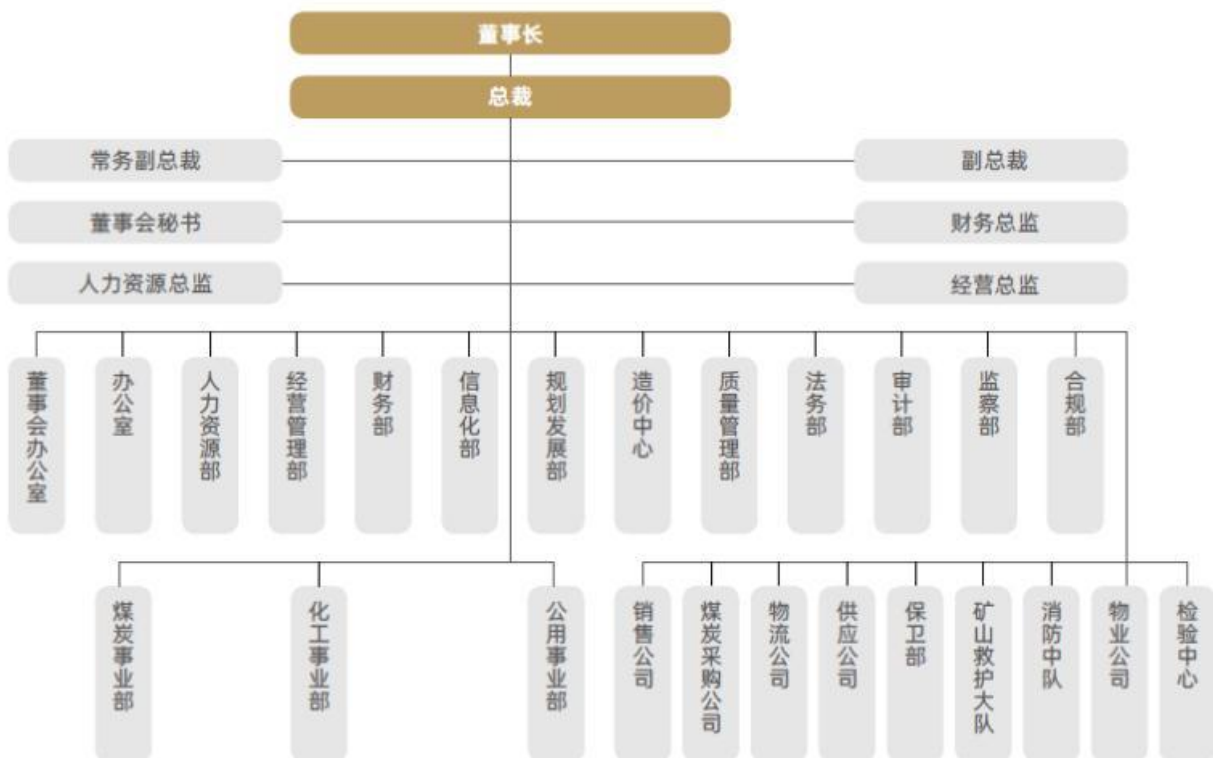 董事长
总裁
常务副总裁
副总裁
董事会秘书
财务总监
人力资源总监
经营总监
董事会办公室
办公室
人力资源部
经营管理部
财务部
信息化部
规划发展部
造价中心
质量管理部
法务部
审计部
监察部
合规部
煤炭事业部
化工事业部
公用事业部
销售公司
煤炭采购公司
物流公司
供应公司
保卫部
矿山救护大队
消防中队
物业公司
检验中心